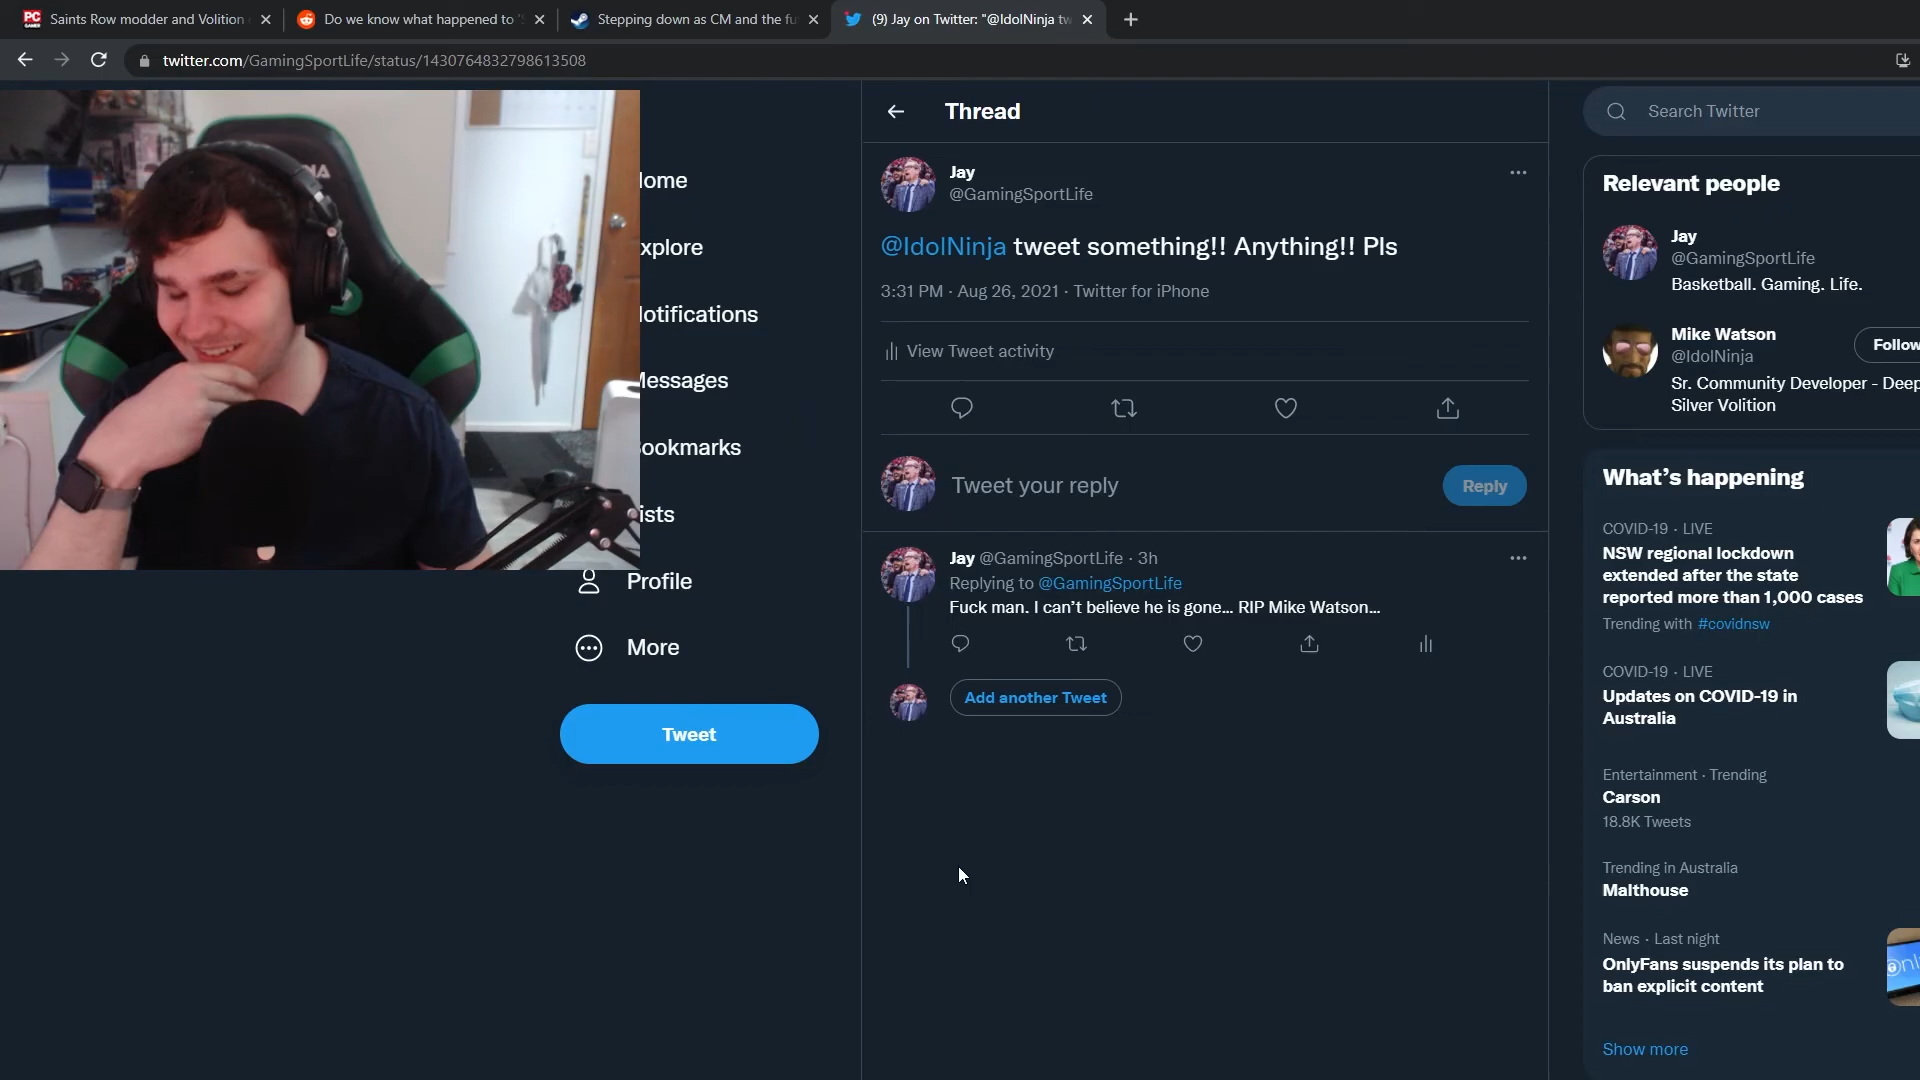 Saints Row modder and Volition
Do we know what happened to 'S
Stepping down as CM and the fu
(9) Jay on Twitter: "@IdolNinja tw
twitter.com/GamingSportLife/status/1430764832798613508
Thread
Search Twitter
Jay
@GamingSportLife
@IdolNinja tweet something!! Anything!! Pls
3:31 PM · Aug 26, 2021 · Twitter for iPhone
View Tweet activity
Tweet your reply
Reply
Jay @GamingSportLife · 3h
Replying to @GamingSportLife
Fuck man. I can’t believe he is gone... RIP Mike Watson...
Add another Tweet
ome
xplore
otifications
essages
ookmarks
ists
Profile
More
Tweet
Relevant people
Jay
@GamingSportLife
Basketball. Gaming. Life.
Mike Watson
@IdolNinja
Follow
Sr. Community Developer - Deep
Silver Volition
What’s happening
COVID-19 · LIVE
NSW regional lockdown
extended after the state
reported more than 1,000 cases
Trending with #covidnsw
COVID-19 · LIVE
Updates on COVID-19 in
Australia
Entertainment · Trending
Carson
18.8K Tweets
Trending in Australia
Malthouse
News · Last night
OnlyFans suspends its plan to
ban explicit content
Show more